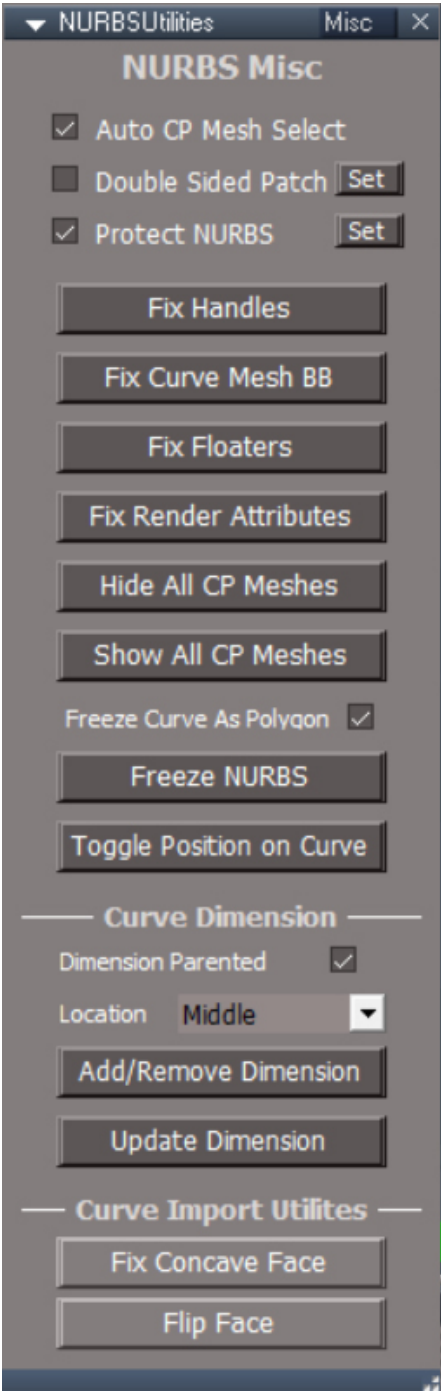 NURBSUtilities Misc
NURBS Misc
Auto CP Mesh Select
Double Sided Patch Set
Protect NURBS Set
Fix Handles
Fix Curve Mesh BB
Fix Floaters
Fix Render Attributes
Hide All CP Meshes
Show All CP Meshes
Freeze Curve As Polygon
Freeze NURBS
Toggle Position on Curve
Curve Dimension
Dimension Parented
Location Middle
Add/Remove Dimension
Update Dimension
Curve Import Utilites
Fix Concave Face
Flip Face